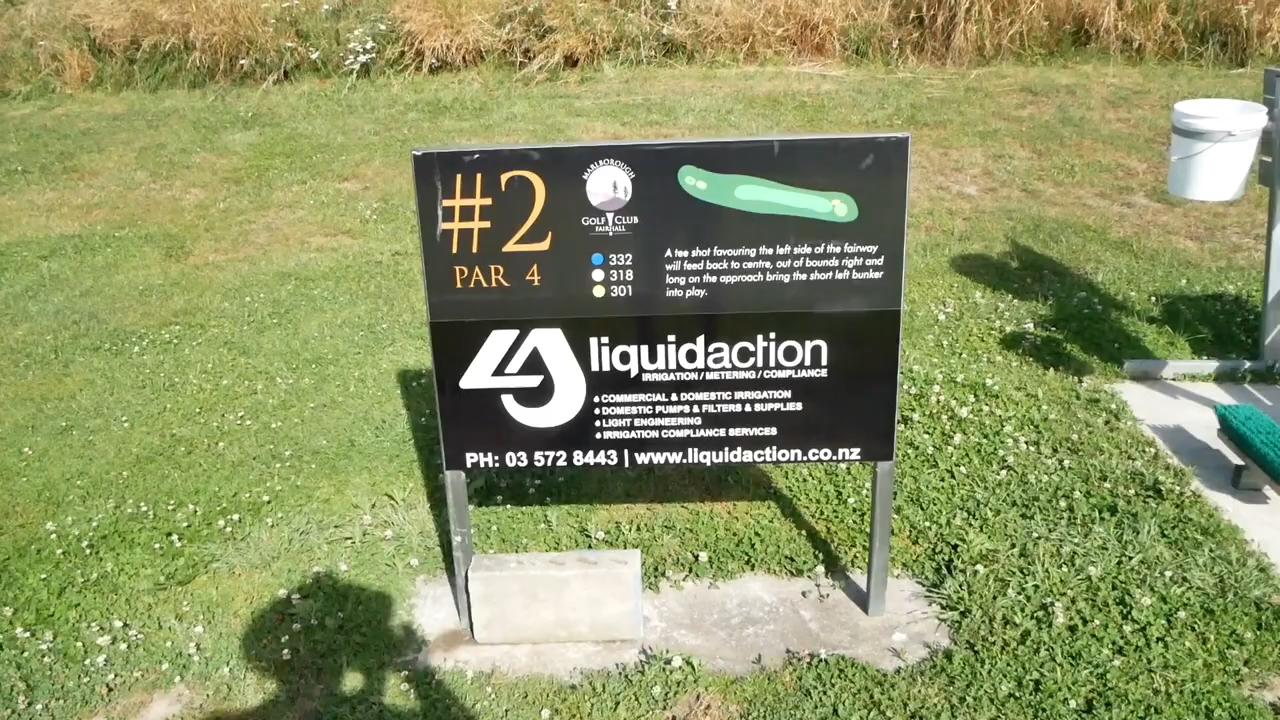 #2
PAR 4
MARLBOROUGH
GOLF CLUB
FAIRHALL
332
318
301
A tee shot favouring the left side of the fairway
will feed back to centre, out of bounds right and
long on the approach bring the short left bunker
into play.
liquidaction
IRRIGATION / METERING / COMPLIANCE
COMMERCIAL & DOMESTIC IRRIGATION
DOMESTIC PUMPS & FILTERS & SUPPLIES
LIGHT ENGINEERING
IRRIGATION COMPLIANCE SERVICES
PH: 03 572 8443 | www.liquidaction.co.nz